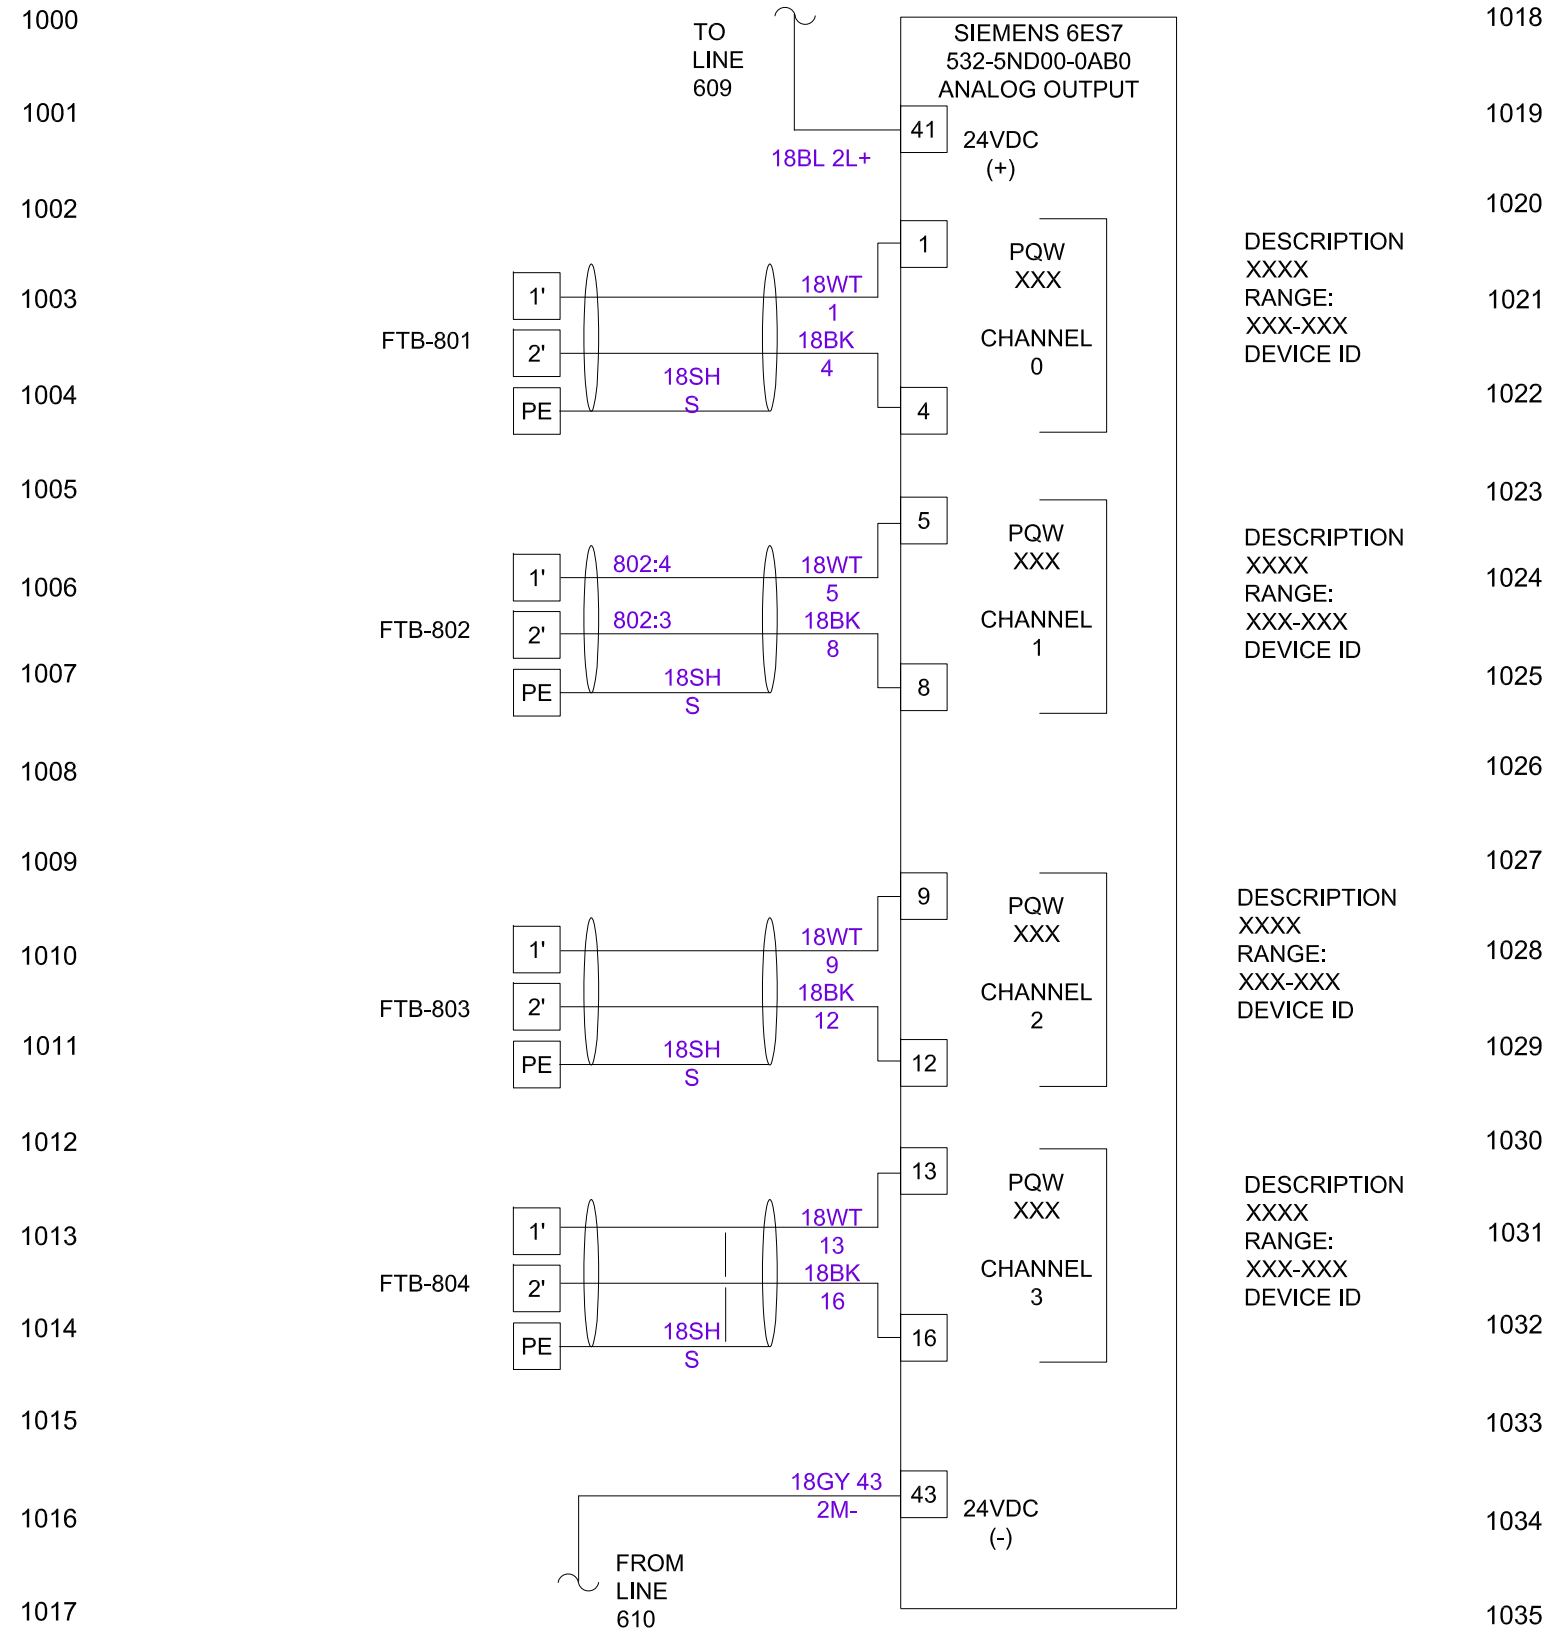 1000
TO
LINE
609
SIEMENS 6ES7
532-5ND00-0AB0
ANALOG OUTPUT
1018
1001
41
24VDC
(+)
18BL 2L+
1019
1002
1
PQW
XXX
CHANNEL
0
1020
DESCRIPTION
XXXX
RANGE:
XXX-XXX
DEVICE ID
1003
FTB-801
1'
2'
PE
18WT
1
18BK
4
18SH
S
4
1021
1004
1022
1005
5
PQW
XXX
CHANNEL
1
1023
DESCRIPTION
XXXX
RANGE:
XXX-XXX
DEVICE ID
1006
FTB-802
1'
2'
PE
802:4
802:3
18WT
5
18BK
8
18SH
S
8
1024
1007
1025
1008
1026
1009
9
PQW
XXX
CHANNEL
2
1027
DESCRIPTION
XXXX
RANGE:
XXX-XXX
DEVICE ID
1010
FTB-803
1'
2'
PE
18WT
9
18BK
12
18SH
S
12
1028
1011
1029
1012
13
PQW
XXX
CHANNEL
3
1030
DESCRIPTION
XXXX
RANGE:
XXX-XXX
DEVICE ID
1013
FTB-804
1'
2'
PE
18WT
13
18BK
16
18SH
S
16
1031
1014
1032
1015
1033
18GY 43
2M-
43
24VDC
(-)
1016
1034
FROM
LINE
610
1017
1035